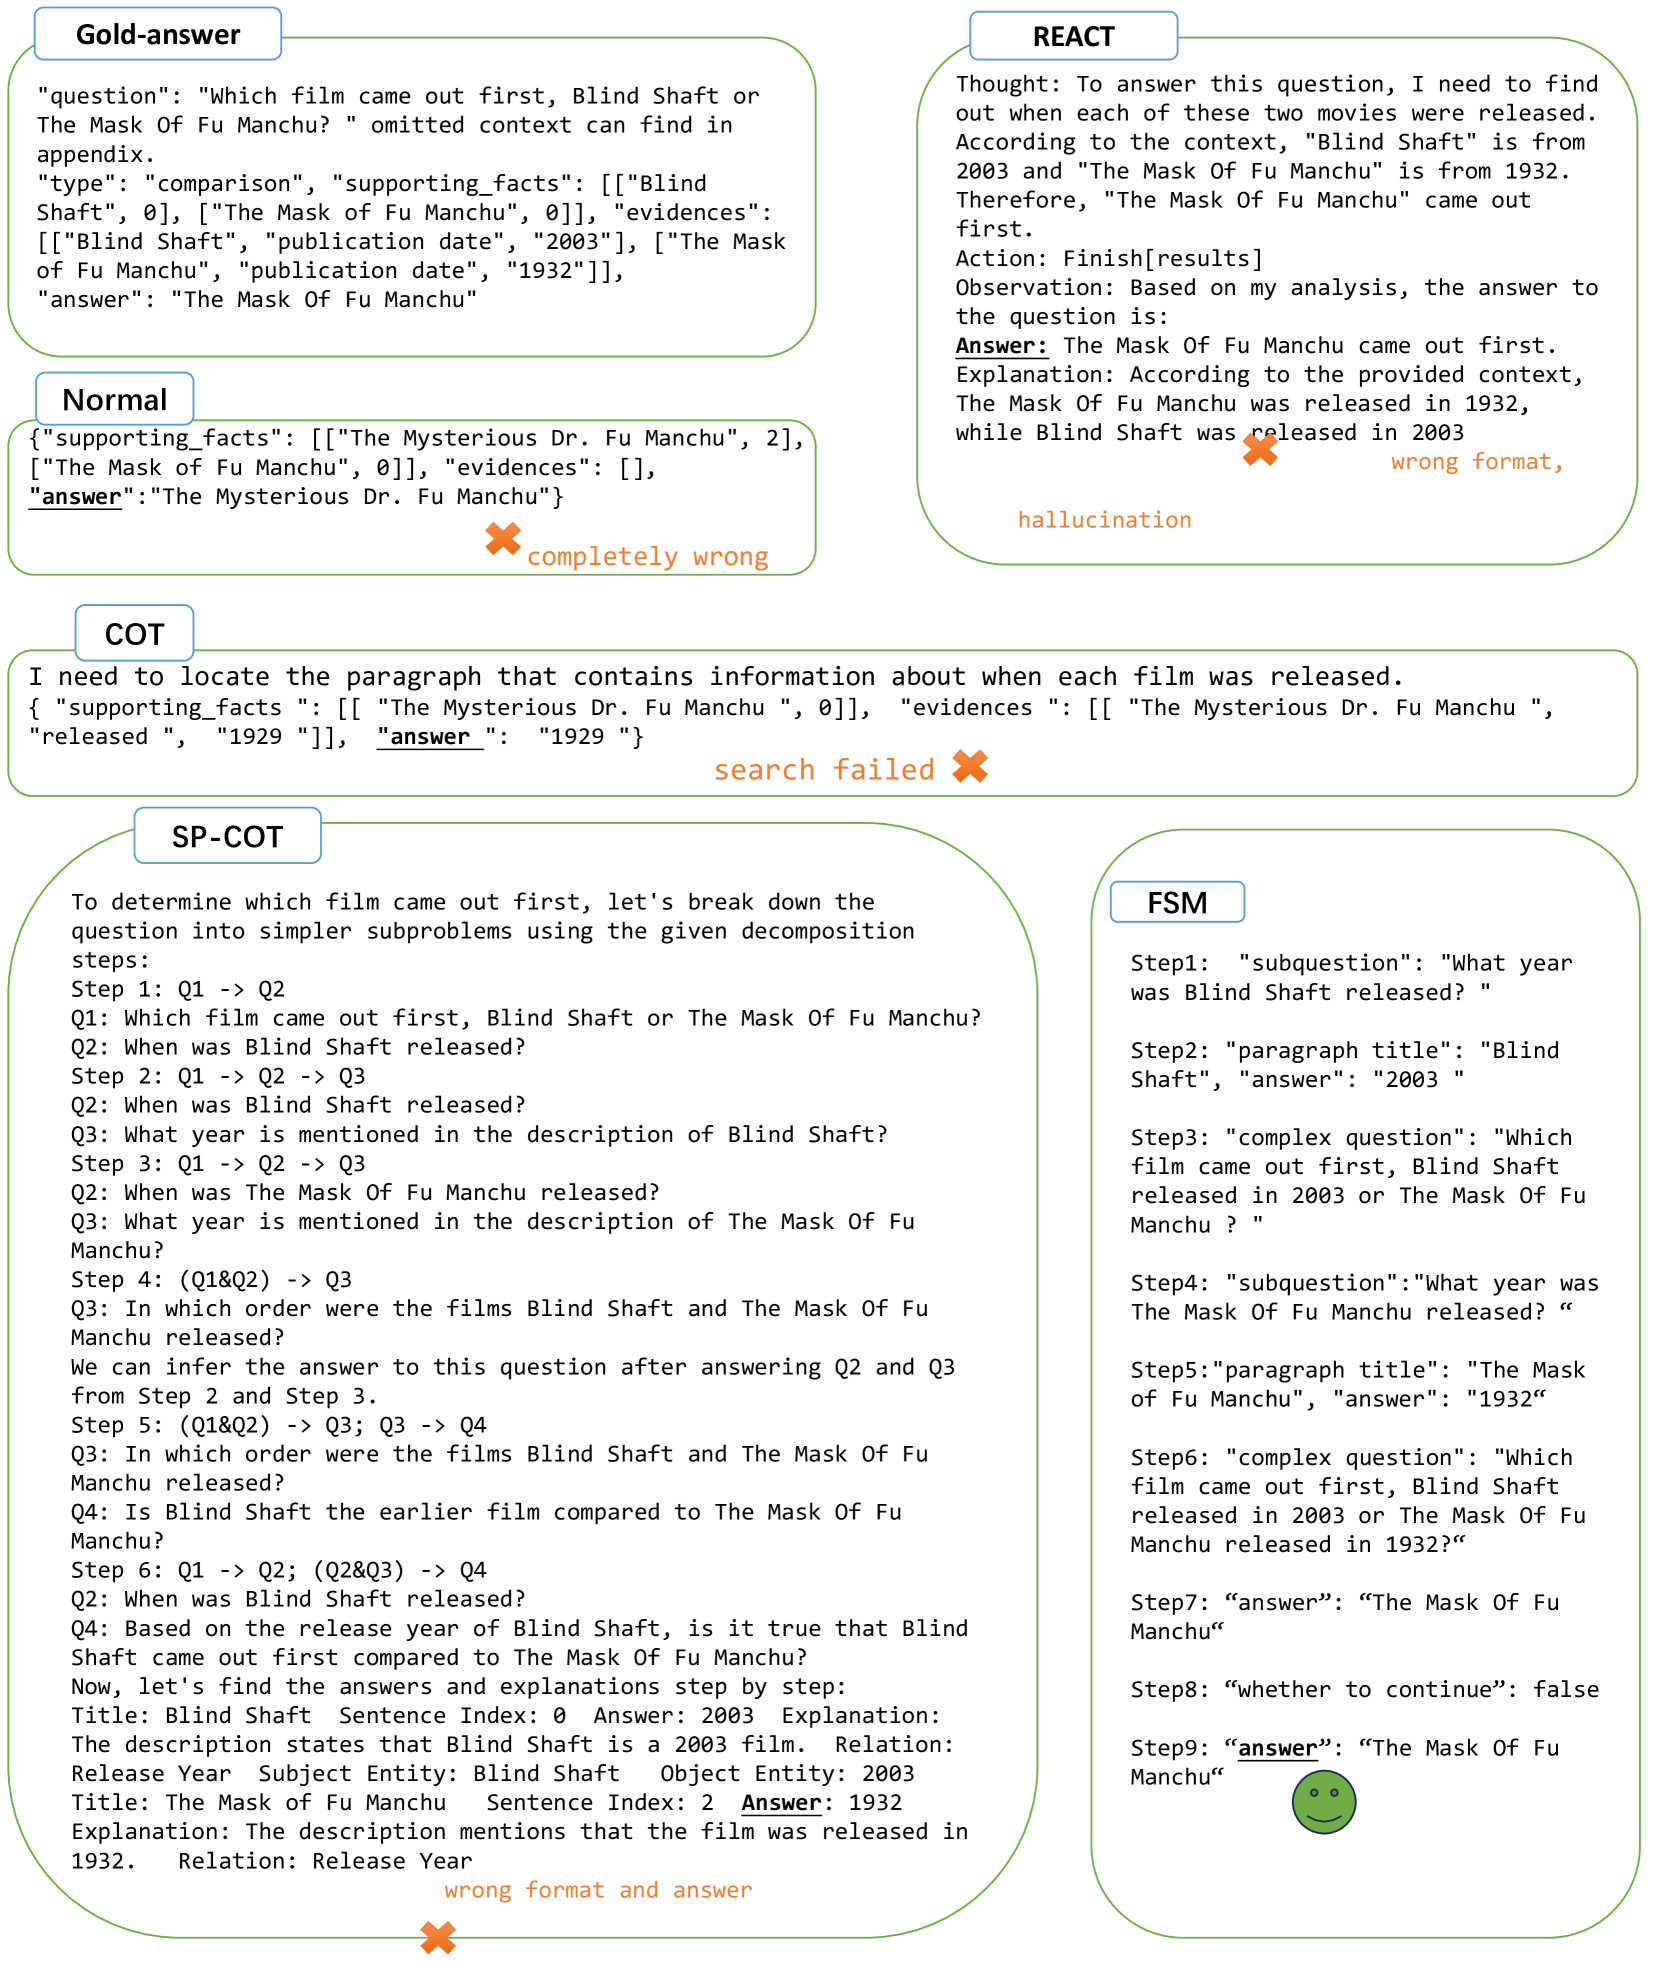 Gold-answer
"question": "Which film came out first, Blind Shaft or
The Mask Of Fu Manchu? " omitted context can find in
appendix.
"type": "comparison", "supporting_facts": [["Blind
Shaft", 0], ["The Mask of Fu Manchu", 0]], "evidences":
[["Blind Shaft", "publication date", "2003"], ["The Mask
of Fu Manchu", "publication date", "1932"]],
"answer": "The Mask Of Fu Manchu"
Normal
{"supporting_facts": [["The Mysterious Dr. Fu Manchu", 2],
["The Mask of Fu Manchu", 0]], "evidences": [],
"answer":"The Mysterious Dr. Fu Manchu"}
completely wrong
REACT
Thought: To answer this question, I need to find
out when each of these two movies were released.
According to the context, "Blind Shaft" is from
2003 and "The Mask Of Fu Manchu" is from 1932.
Therefore, "The Mask Of Fu Manchu" came out
first.
Action: Finish[results]
Observation: Based on my analysis, the answer to
the question is:
Answer: The Mask Of Fu Manchu came out first.
Explanation: According to the provided context,
The Mask Of Fu Manchu was released in 1932,
while Blind Shaft was released in 2003
wrong format,
hallucination
COT
I need to locate the paragraph that contains information about when each film was released.
{ "supporting_facts ": [[ "The Mysterious Dr. Fu Manchu ", 0]],  "evidences ": [[ "The Mysterious Dr. Fu Manchu ",
"released ",  "1929 "]],  "answer ":  "1929 "}
search failed
SP-COT
To determine which film came out first, let's break down the
question into simpler subproblems using the given decomposition
steps:
Step 1: Q1 -> Q2
Q1: Which film came out first, Blind Shaft or The Mask Of Fu Manchu?
Q2: When was Blind Shaft released?
Step 2: Q1 -> Q2 -> Q3
Q2: When was Blind Shaft released?
Q3: What year is mentioned in the description of Blind Shaft?
Step 3: Q1 -> Q2 -> Q3
Q2: When was The Mask Of Fu Manchu released?
Q3: What year is mentioned in the description of The Mask Of Fu
Manchu?
Step 4: (Q1&Q2) -> Q3
Q3: In which order were the films Blind Shaft and The Mask Of Fu
Manchu released?
We can infer the answer to this question after answering Q2 and Q3
from Step 2 and Step 3.
Step 5: (Q1&Q2) -> Q3; Q3 -> Q4
Q3: In which order were the films Blind Shaft and The Mask Of Fu
Manchu released?
Q4: Is Blind Shaft the earlier film compared to The Mask Of Fu
Manchu?
Step 6: Q1 -> Q2; (Q2&Q3) -> Q4
Q2: When was Blind Shaft released?
Q4: Based on the release year of Blind Shaft, is it true that Blind
Shaft came out first compared to The Mask Of Fu Manchu?
Now, let's find the answers and explanations step by step:
Title: Blind Shaft  Sentence Index: 0  Answer: 2003  Explanation:
The description states that Blind Shaft is a 2003 film.  Relation:
Release Year  Subject Entity: Blind Shaft   Object Entity: 2003
Title: The Mask of Fu Manchu   Sentence Index: 2  Answer: 1932
Explanation: The description mentions that the film was released in
1932.   Relation: Release Year
wrong format and answer
FSM
Step1:  "subquestion": "What year
was Blind Shaft released? "
Step2: "paragraph title": "Blind
Shaft", "answer": "2003 "
Step3: "complex question": "Which
film came out first, Blind Shaft
released in 2003 or The Mask Of Fu
Manchu ? "
Step4: "subquestion":"What year was
The Mask Of Fu Manchu released? “
Step5:"paragraph title": "The Mask
of Fu Manchu", "answer": "1932“
Step6: "complex question": "Which
film came out first, Blind Shaft
released in 2003 or The Mask Of Fu
Manchu released in 1932?“
Step7: “answer”: “The Mask Of Fu
Manchu“
Step8: “whether to continue”: false
Step9: “answer”: “The Mask Of Fu
Manchu“